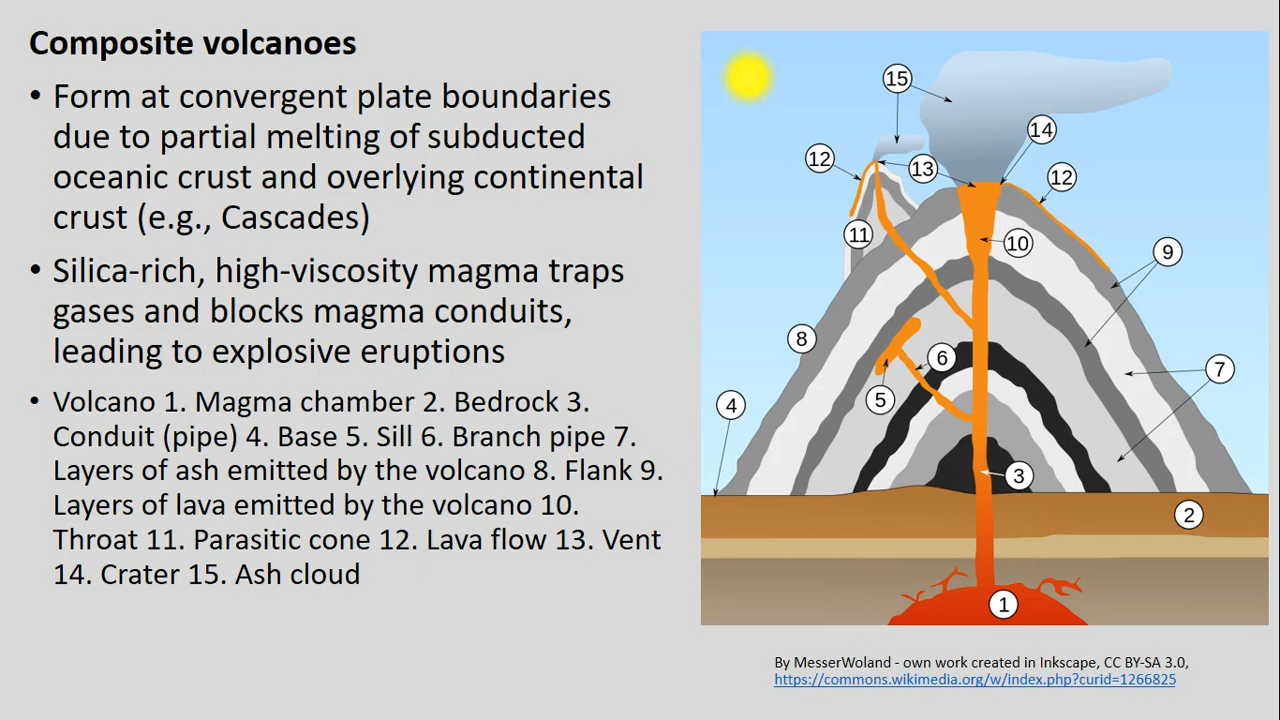 Composite volcanoes
• Form at convergent plate boundaries
due to partial melting of subducted
oceanic crust and overlying continental
crust (e.g., Cascades)
• Silica-rich, high-viscosity magma traps
gases and blocks magma conduits,
leading to explosive eruptions
• Volcano 1. Magma chamber 2. Bedrock 3.
Conduit (pipe) 4. Base 5. Sill 6. Branch pipe 7.
Layers of ash emitted by the volcano 8. Flank 9.
Layers of lava emitted by the volcano 10.
Throat 11. Parasitic cone 12. Lava flow 13. Vent
14. Crater 15. Ash cloud
15
14
12
13
12
11
10
9
8
6
7
5
4
3
2
1
By MesserWoland - own work created in Inkscape, CC BY-SA 3.0,
https://commons.wikimedia.org/w/index.php?curid=1266825